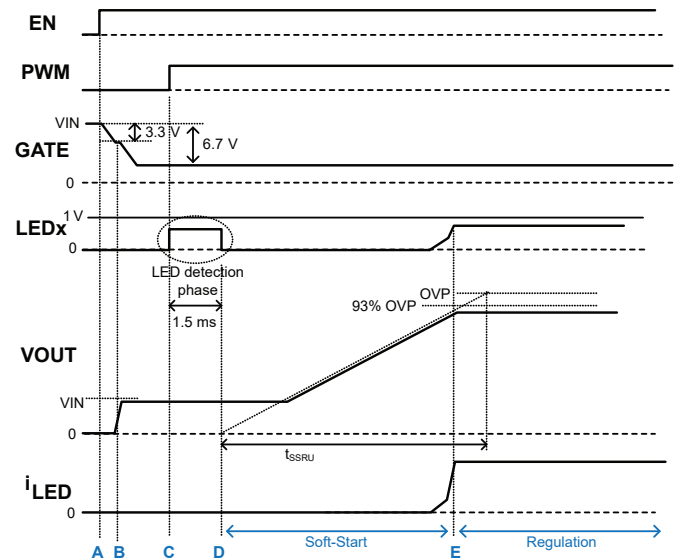 EN
PWM
VIN
3.3 V
6.7 V
GATE
0
1 V
LEDx
0
LED detection
phase
1.5 ms
OVP
93% OVP
VOUT
VIN
0
tSSRU
iLED
0
Soft-Start
Regulation
A B C D E